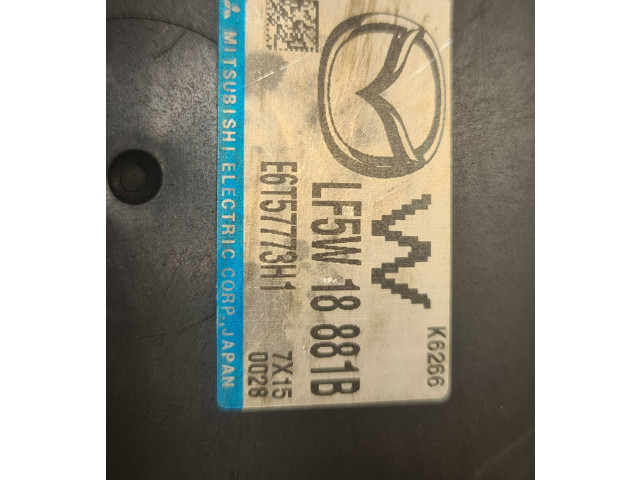 W K6266
LF5W 18 881B
E6T57773H1 7X15
0028
MITSUBISHI ELECTRIC CORP., JAPAN